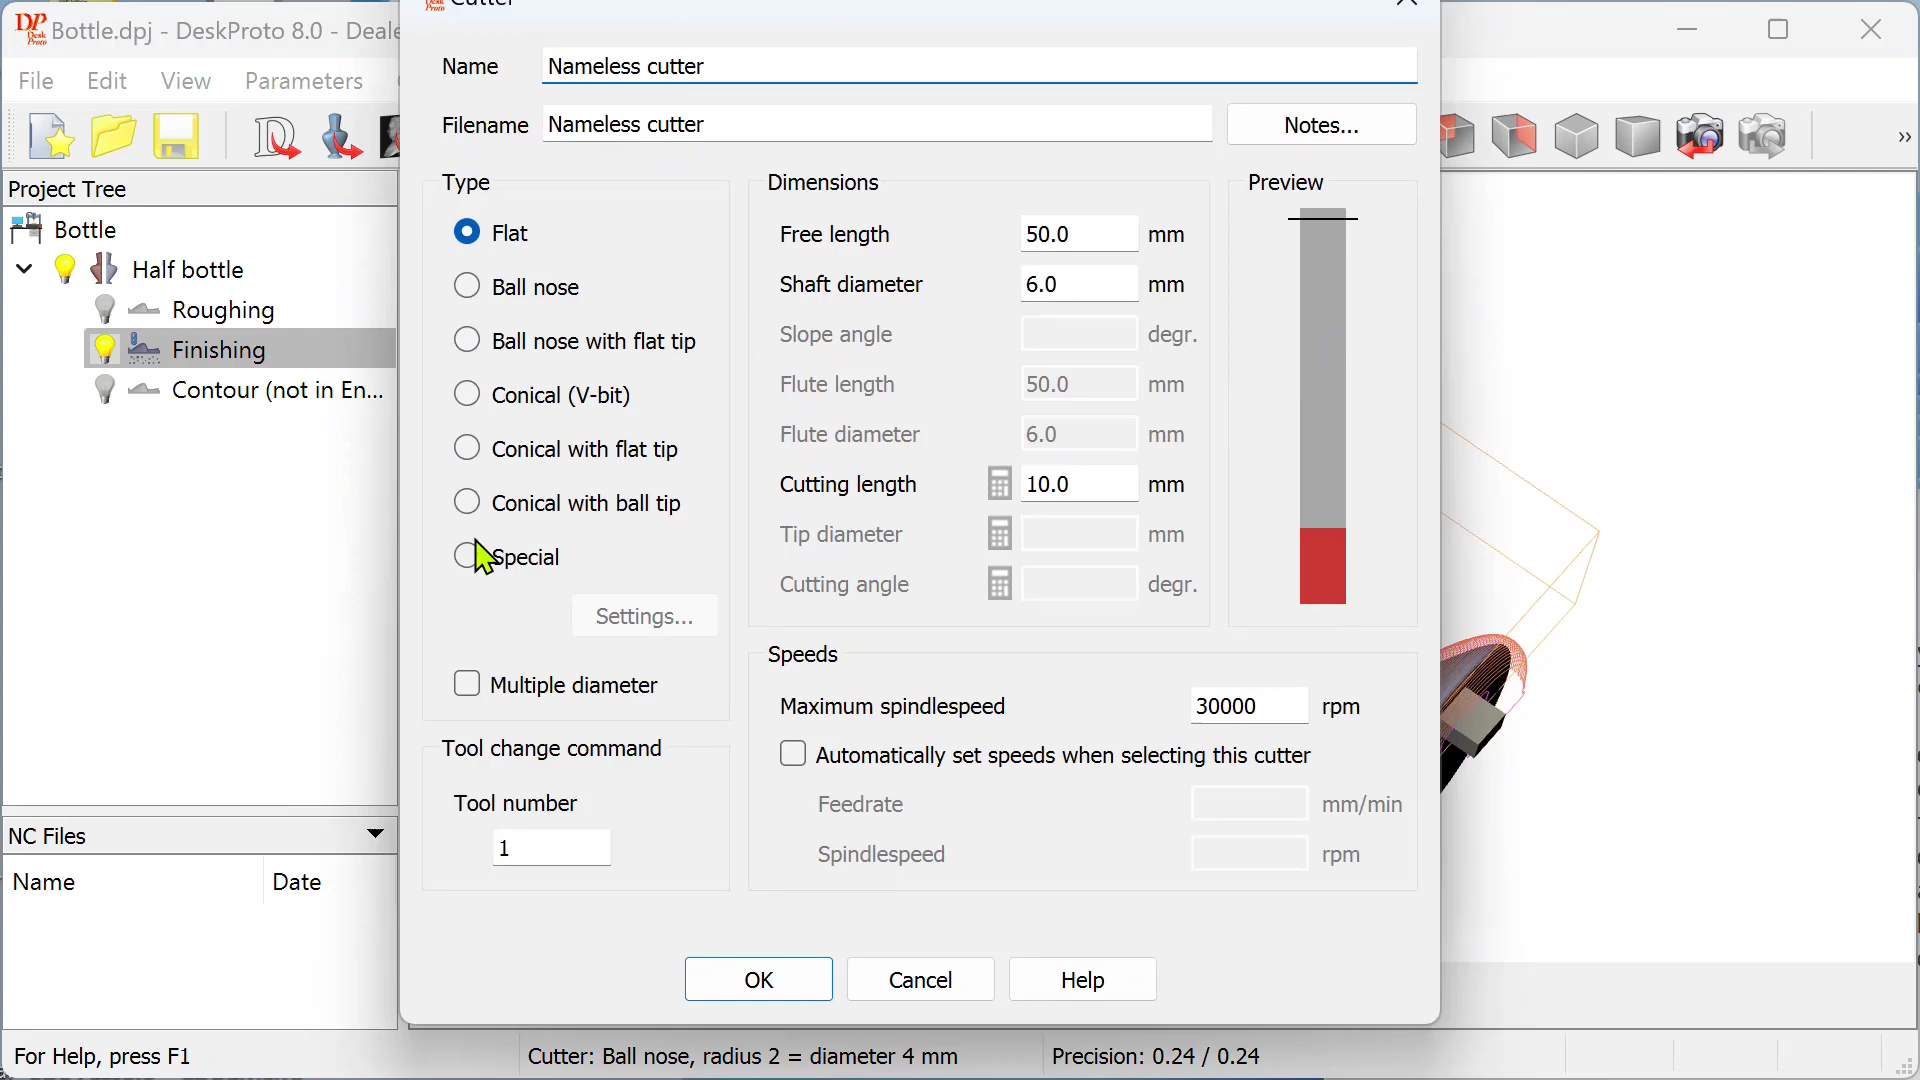 DP
Desk
Proto
Bottle.dpj - DeskProto 8.0 - Deale
File Edit View Parameters
»
Project Tree
Bottle
Half bottle
Roughing
Finishing
Contour (not in En...
NC Files
Name Date
For Help, press F1
Cutter: Ball nose, radius 2 = diameter 4 mm
Precision: 0.24 / 0.24
Cutter
Name Nameless cutter
Filename Nameless cutter Notes...
Type
Flat
Ball nose
Ball nose with flat tip
Conical (V-bit)
Conical with flat tip
Conical with ball tip
Special
Settings...
Multiple diameter
Tool change command
Tool number
1
Dimensions
Free length 50.0 mm
Shaft diameter 6.0 mm
Slope angle degr.
Flute length 50.0 mm
Flute diameter 6.0 mm
Cutting length 10.0 mm
Tip diameter mm
Cutting angle degr.
Preview
Speeds
Maximum spindlespeed 30000 rpm
Automatically set speeds when selecting this cutter
Feedrate mm/min
Spindlespeed rpm
OK Cancel Help